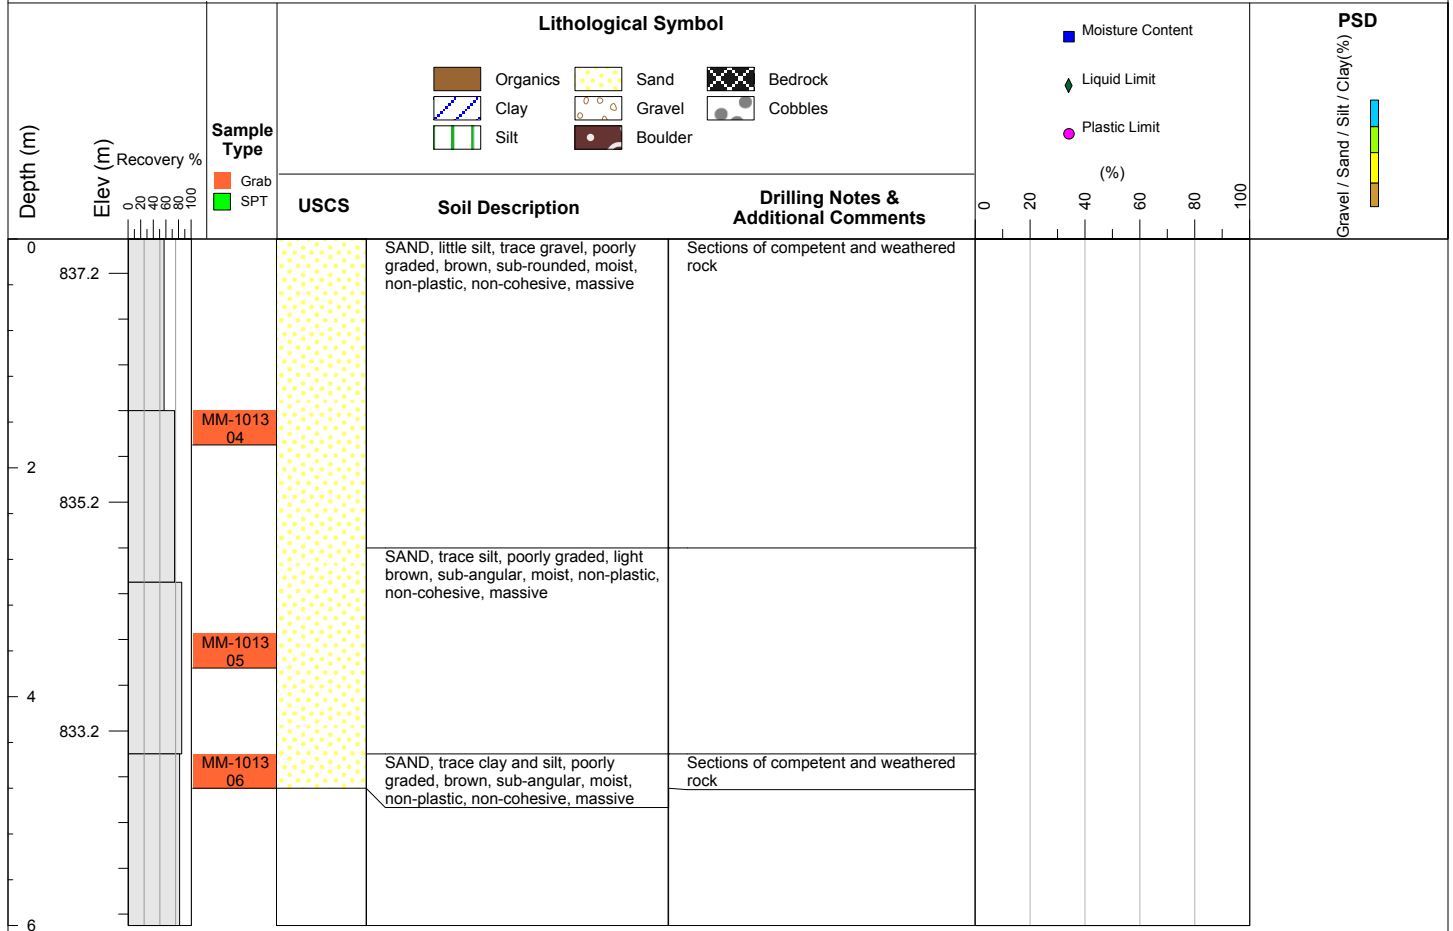 Lithological Symbol
Organics
Sand
Bedrock
Clay
Gravel
Cobbles
Silt
Boulder
Moisture Content
Liquid Limit
Plastic Limit
(%)
PSD
Gravel / Sand / Silt / Clay(%)
Depth (m)
Elev (m)
Recovery %
0 20 40 60 80 100
Sample
Type
Grab
SPT
USCS
Soil Description
Drilling Notes &
Additional Comments
0 20 40 60 80 100
0
837.2
SAND, little silt, trace gravel, poorly
graded, brown, sub-rounded, moist,
non-plastic, non-cohesive, massive
Sections of competent and weathered
rock
MM-1013
04
2
835.2
SAND, trace silt, poorly graded, light
brown, sub-angular, moist, non-plastic,
non-cohesive, massive
MM-1013
05
4
833.2
MM-1013
06
SAND, trace clay and silt, poorly
graded, brown, sub-angular, moist,
non-plastic, non-cohesive, massive
Sections of competent and weathered
rock
6